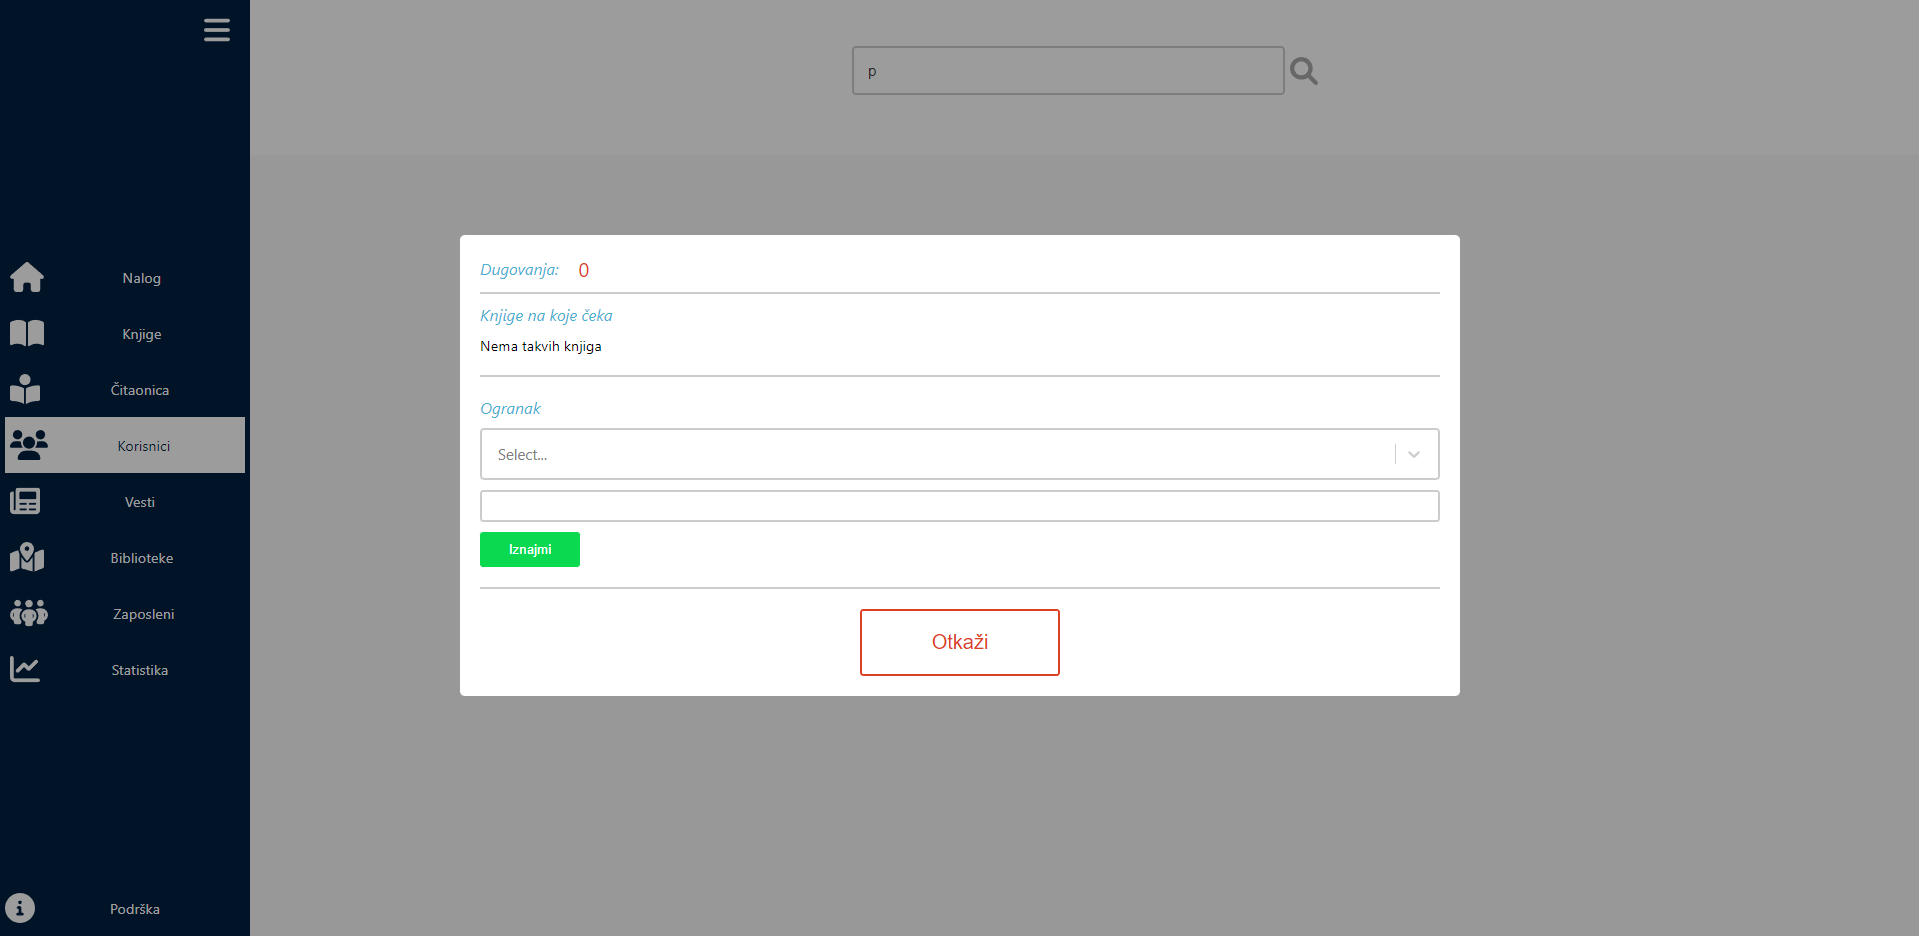 p
Nalog
Knjige
Čitaonica
Korisnici
Vesti
Biblioteke
Zaposleni
Statistika
Podrška
Dugovanja: 0
Knjige na koje čeka
Nema takvih knjiga
Ogranak
Select...
Iznajmi
Otkaži